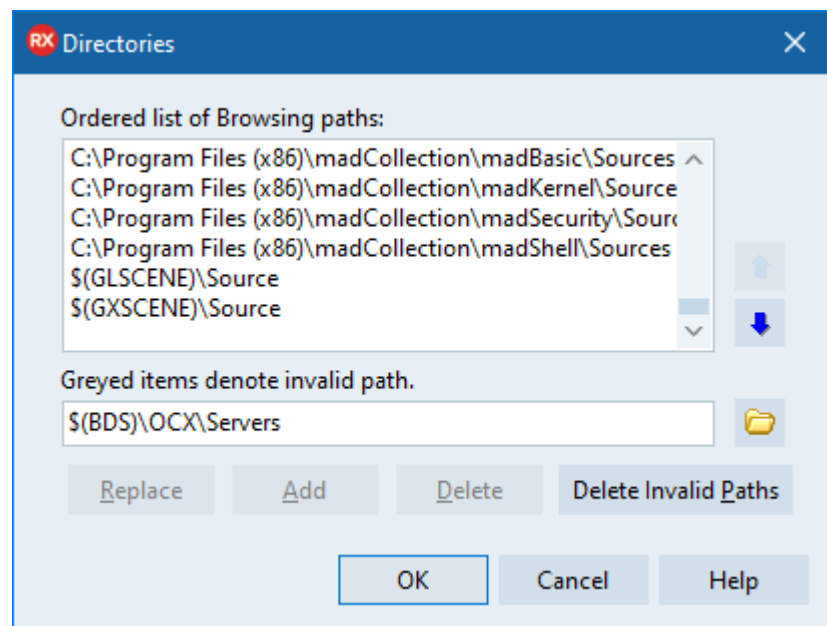 RX Directories
Ordered list of Browsing paths:
C:\Program Files (x86)\madCollection\madBasic\Sources
C:\Program Files (x86)\madCollection\madKernel\Source
C:\Program Files (x86)\madCollection\madSecurity\Sourc
C:\Program Files (x86)\madCollection\madShell\Sources
$(GLSCENE)\Source
$(GXSCENE)\Source
Greyed items denote invalid path.
$(BDS)\OCX\Servers
Replace Add Delete Delete Invalid Paths
OK Cancel Help